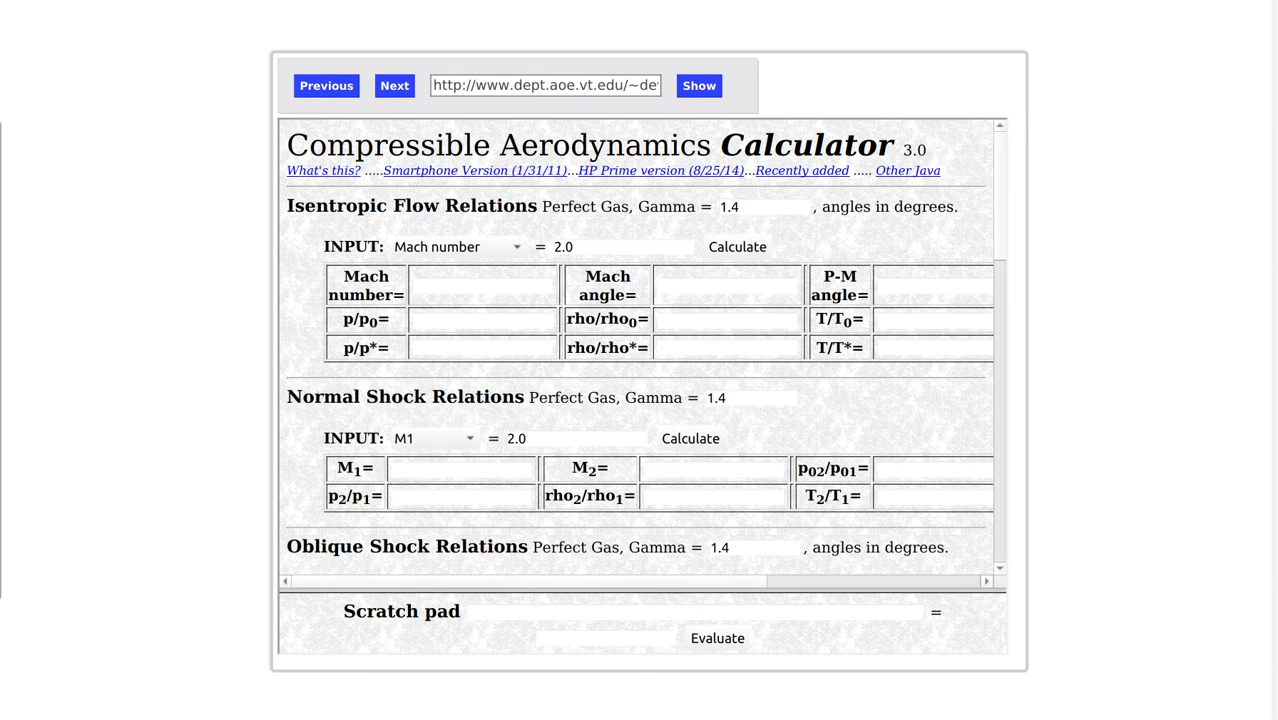 Previous Next http://www.dept.aoe.vt.edu/~de Show
Compressible Aerodynamics Calculator 3.0
What's this? .....Smartphone Version (1/31/11)...HP Prime version (8/25/14)...Recently added ..... Other Java
Isentropic Flow Relations Perfect Gas, Gamma = 1.4 , angles in degrees.
INPUT: Mach number = 2.0 Calculate
Mach number= Mach angle= P-M angle=
p/p0= rho/rho0= T/T0=
p/p*= rho/rho*= T/T*=
Normal Shock Relations Perfect Gas, Gamma = 1.4
INPUT: M1 = 2.0 Calculate
M1= M2= p02/p01=
p2/p1= rho2/rho1= T2/T1=
Oblique Shock Relations Perfect Gas, Gamma = 1.4 , angles in degrees.
Scratch pad =
Evaluate